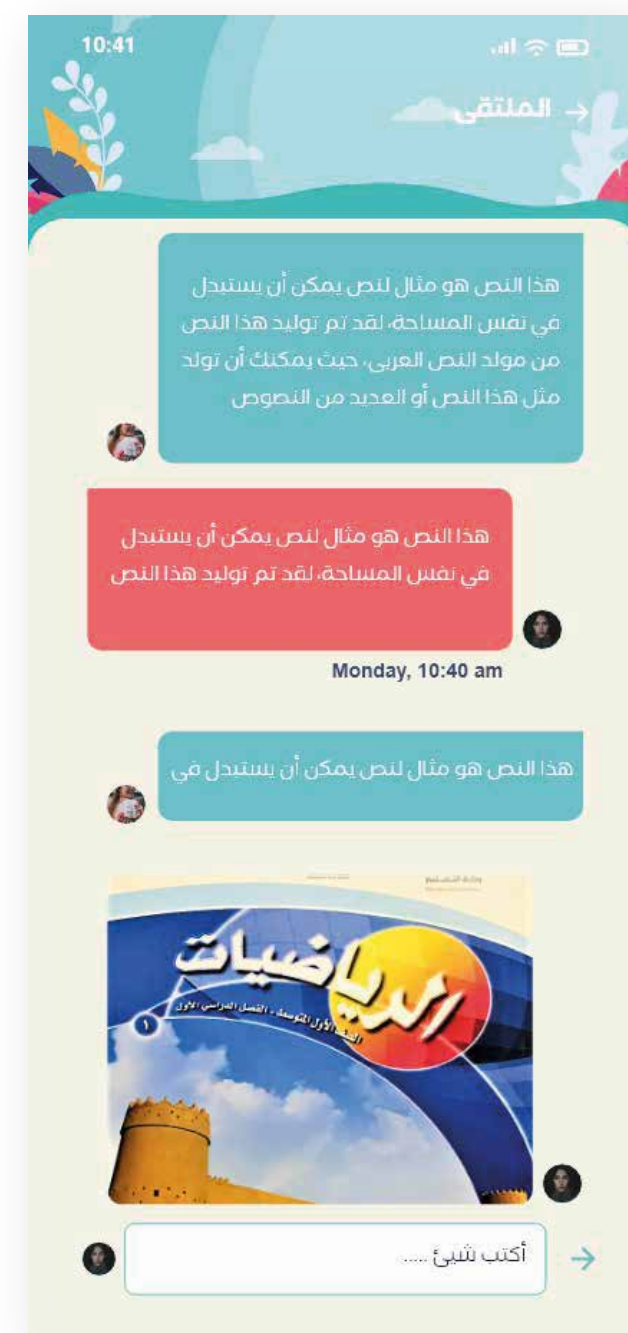 10:41
الملتقى
هذا النص هو مثال لنص يمكن أن يستبدل
في نفس المساحة، لقد تم توليد هذا النص
من مولد النص العربى، حيث يمكنك أن تولد
مثل هذا النص أو العديد من النصوص
هذا النص هو مثال لنص يمكن أن يستبدل
في نفس المساحة، لقد تم توليد هذا النص
Monday, 10:40 am
هذا النص هو مثال لنص يمكن أن يستبدل في
الرياضيات
الصف الأول المتوسط - الفصل الدراسي الأول
١
أكتب شيئ .....